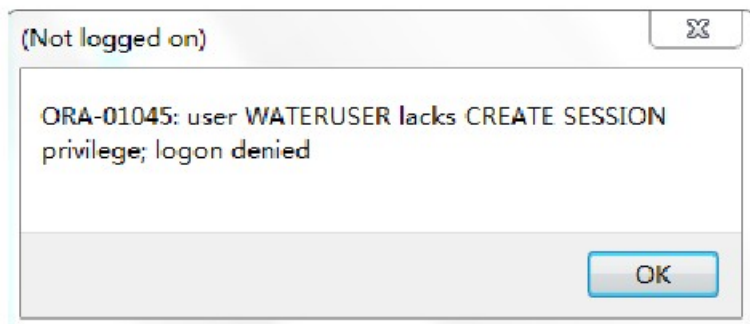 (Not logged on)
ORA-01045: user WATERUSER lacks CREATE SESSION
privilege; logon denied
OK